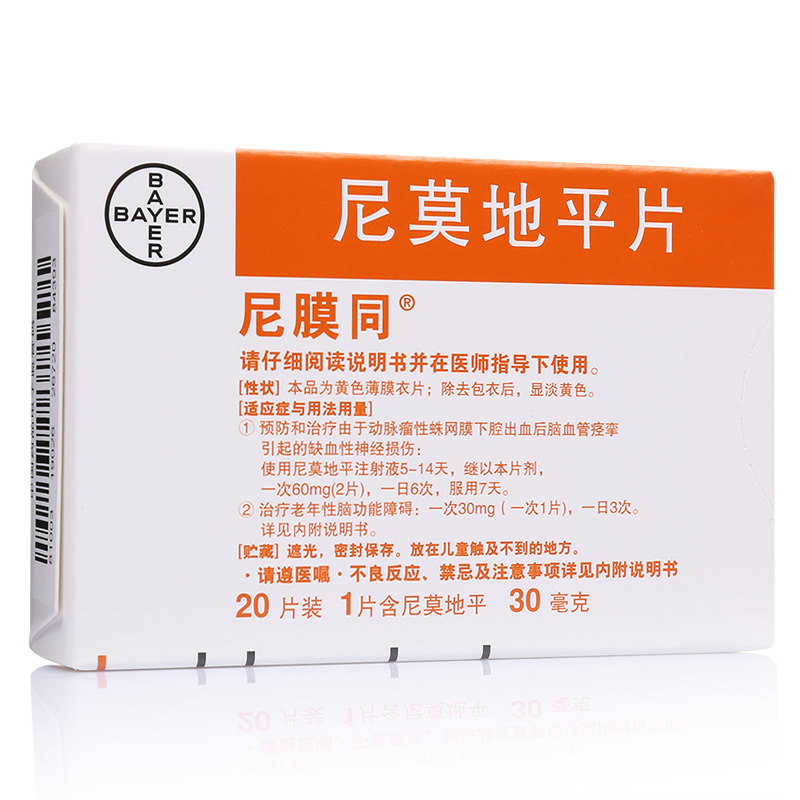 BAYER
BAYER
尼莫地平片
尼膜同®
请仔细阅读说明书并在医师指导下使用。
[性状] 本品为黄色薄膜衣片；除去包衣后，显淡黄色。
[适应症与用法用量]
① 预防和治疗由于动脉瘤性蛛网膜下腔出血后脑血管痉挛
引起的缺血性神经损伤：
使用尼莫地平注射液5-14天，继以本片剂，
一次60mg(2片)，一日6次，服用7天。
② 治疗老年性脑功能障碍：一次30mg（一次1片），一日3次。
详见内附说明书。
[贮藏] 遮光，密封保存。放在儿童触及不到的地方。
·请遵医嘱·不良反应、禁忌及注意事项详见内附说明书
20 片装 1片含尼莫地平 30 毫克